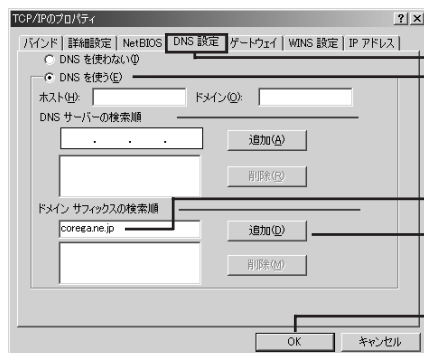 TCP/IPのプロパティ
バインド 詳細設定 NetBIOS DNS 設定 ゲートウェイ WINS 設定 IP アドレス
DNS を使わない(I)
DNS を使う(E)
ホスト(H): ドメイン(O):
DNS サーバーの検索順
. . .
追加(A)
削除(R)
ドメイン サフィックスの検索順
corega.ne.jp
追加(D)
削除(M)
OK キャンセル